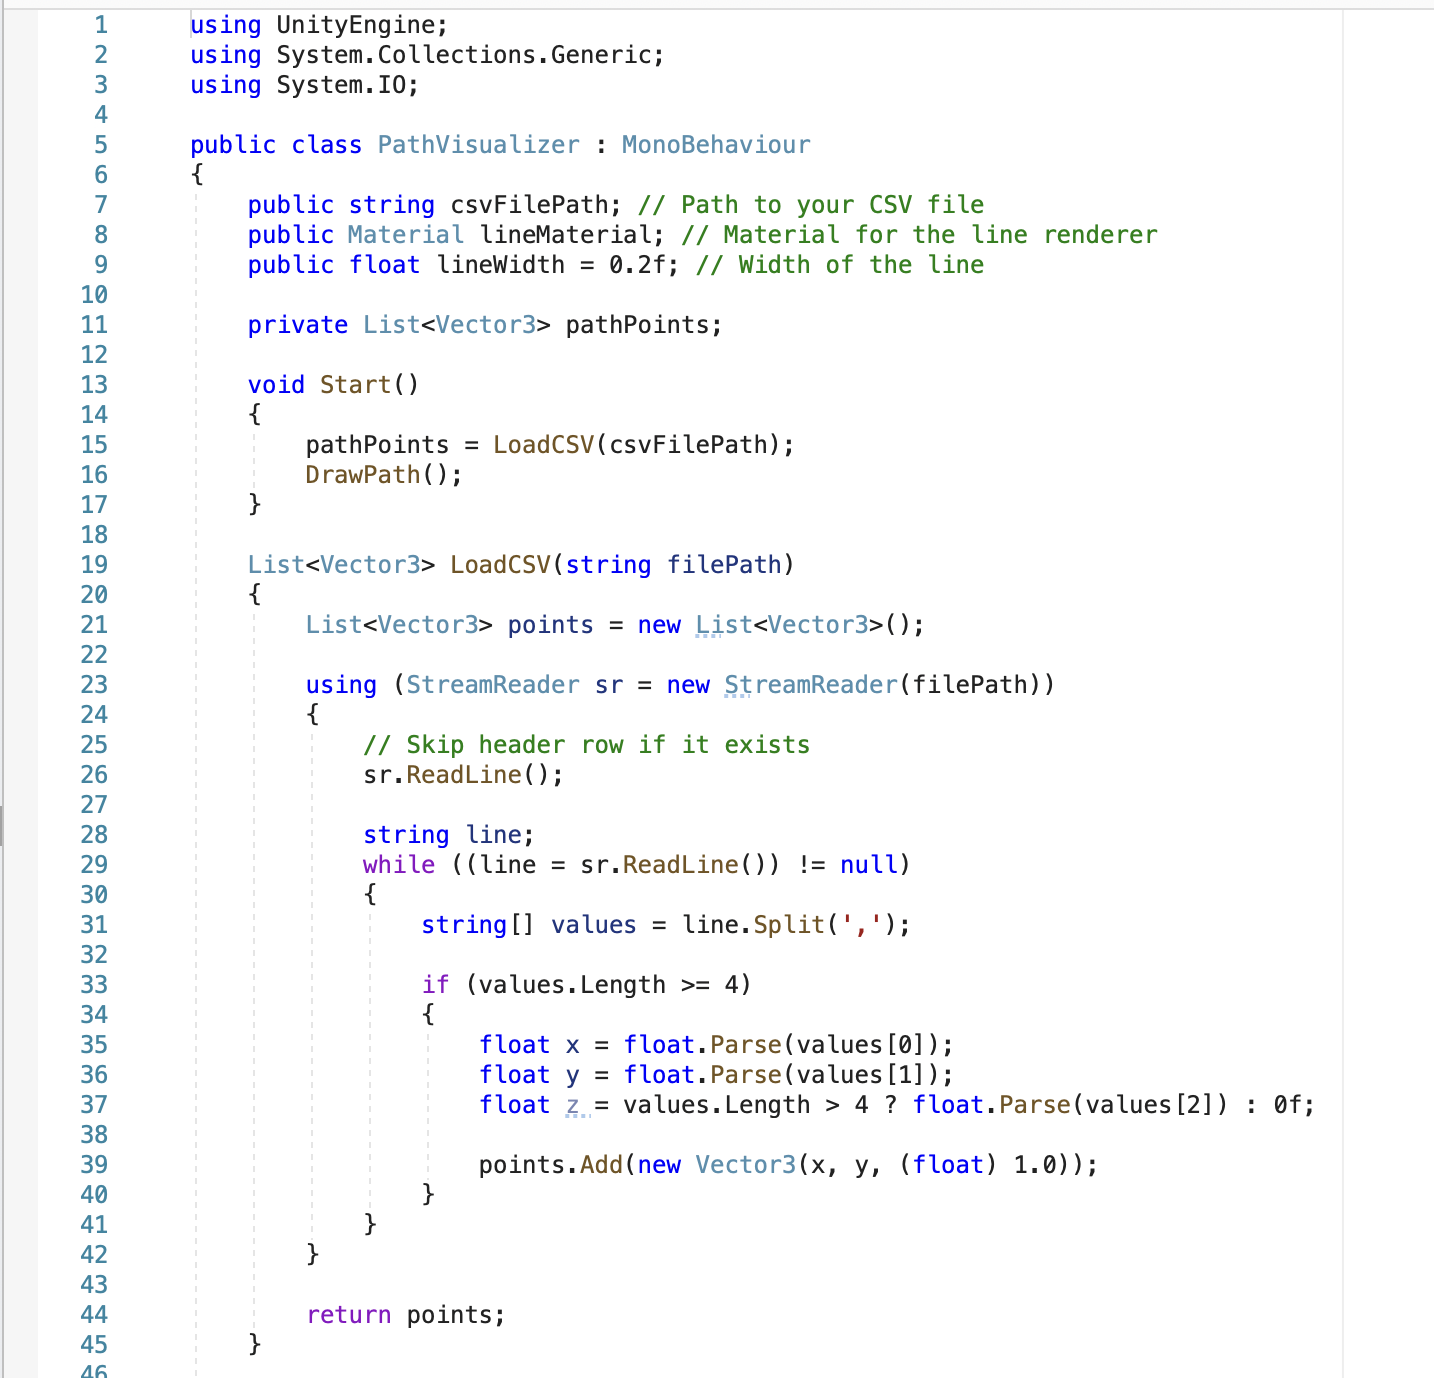 1 using UnityEngine;
2 using System.Collections.Generic;
3 using System.IO;
4
5 public class PathVisualizer : MonoBehaviour
6 {
7     public string csvFilePath; // Path to your CSV file
8     public Material lineMaterial; // Material for the line renderer
9     public float lineWidth = 0.2f; // Width of the line
10
11     private List<Vector3> pathPoints;
12
13     void Start()
14     {
15         pathPoints = LoadCSV(csvFilePath);
16         DrawPath();
17     }
18
19     List<Vector3> LoadCSV(string filePath)
20     {
21         List<Vector3> points = new List<Vector3>();
22
23         using (StreamReader sr = new StreamReader(filePath))
24         {
25             // Skip header row if it exists
26             sr.ReadLine();
27
28             string line;
29             while ((line = sr.ReadLine()) != null)
30             {
31                 string[] values = line.Split(',');
32
33                 if (values.Length >= 4)
34                 {
35                     float x = float.Parse(values[0]);
36                     float y = float.Parse(values[1]);
37                     float z = values.Length > 4 ? float.Parse(values[2]) : 0f;
38
39                     points.Add(new Vector3(x, y, (float) 1.0));
40                 }
41             }
42         }
43
44         return points;
45     }
46